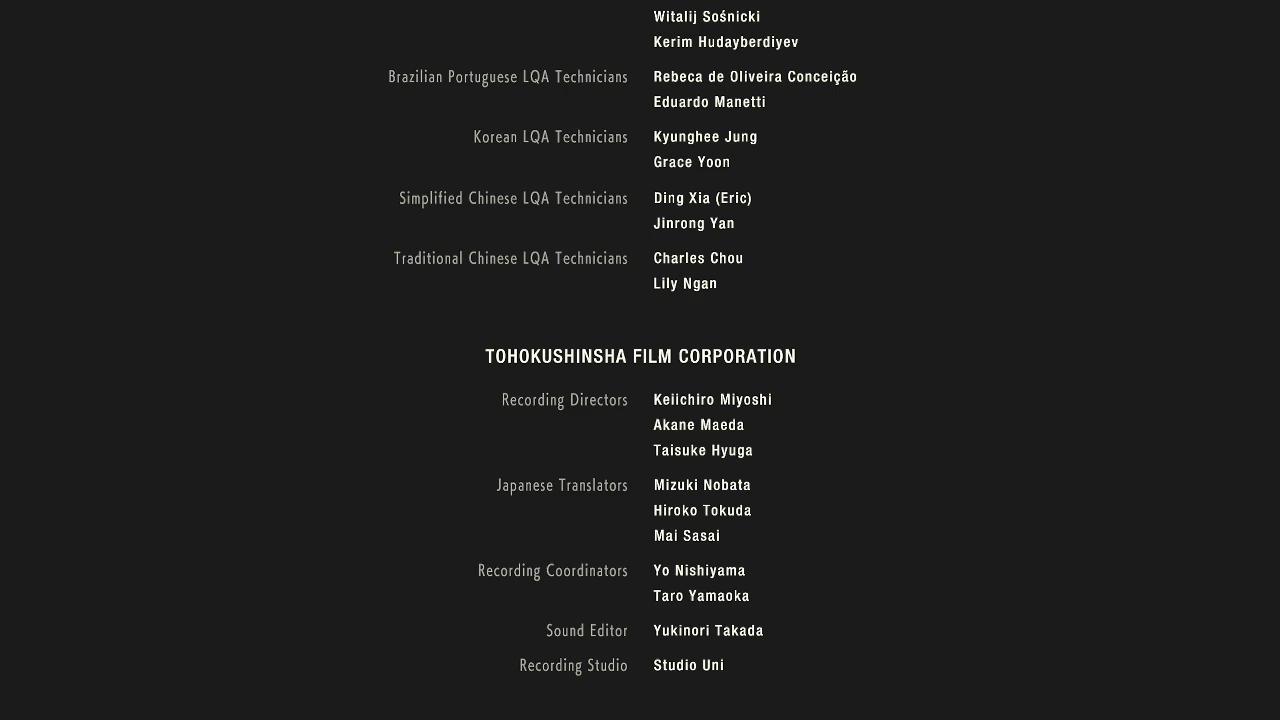 Witalij Sośnicki
Kerim Hudayberdiyev
Brazilian Portuguese LQA Technicians Rebeca de Oliveira Conceição
Eduardo Manetti
Korean LQA Technicians Kyunghee Jung
Grace Yoon
Simplified Chinese LQA Technicians Ding Xia (Eric)
Jinrong Yan
Traditional Chinese LQA Technicians Charles Chou
Lily Ngan
TOHOKUSHINSHA FILM CORPORATION
Recording Directors Keiichiro Miyoshi
Akane Maeda
Taisuke Hyuga
Japanese Translators Mizuki Nobata
Hiroko Tokuda
Mai Sasai
Recording Coordinators Yo Nishiyama
Taro Yamaoka
Sound Editor Yukinori Takada
Recording Studio Studio Uni